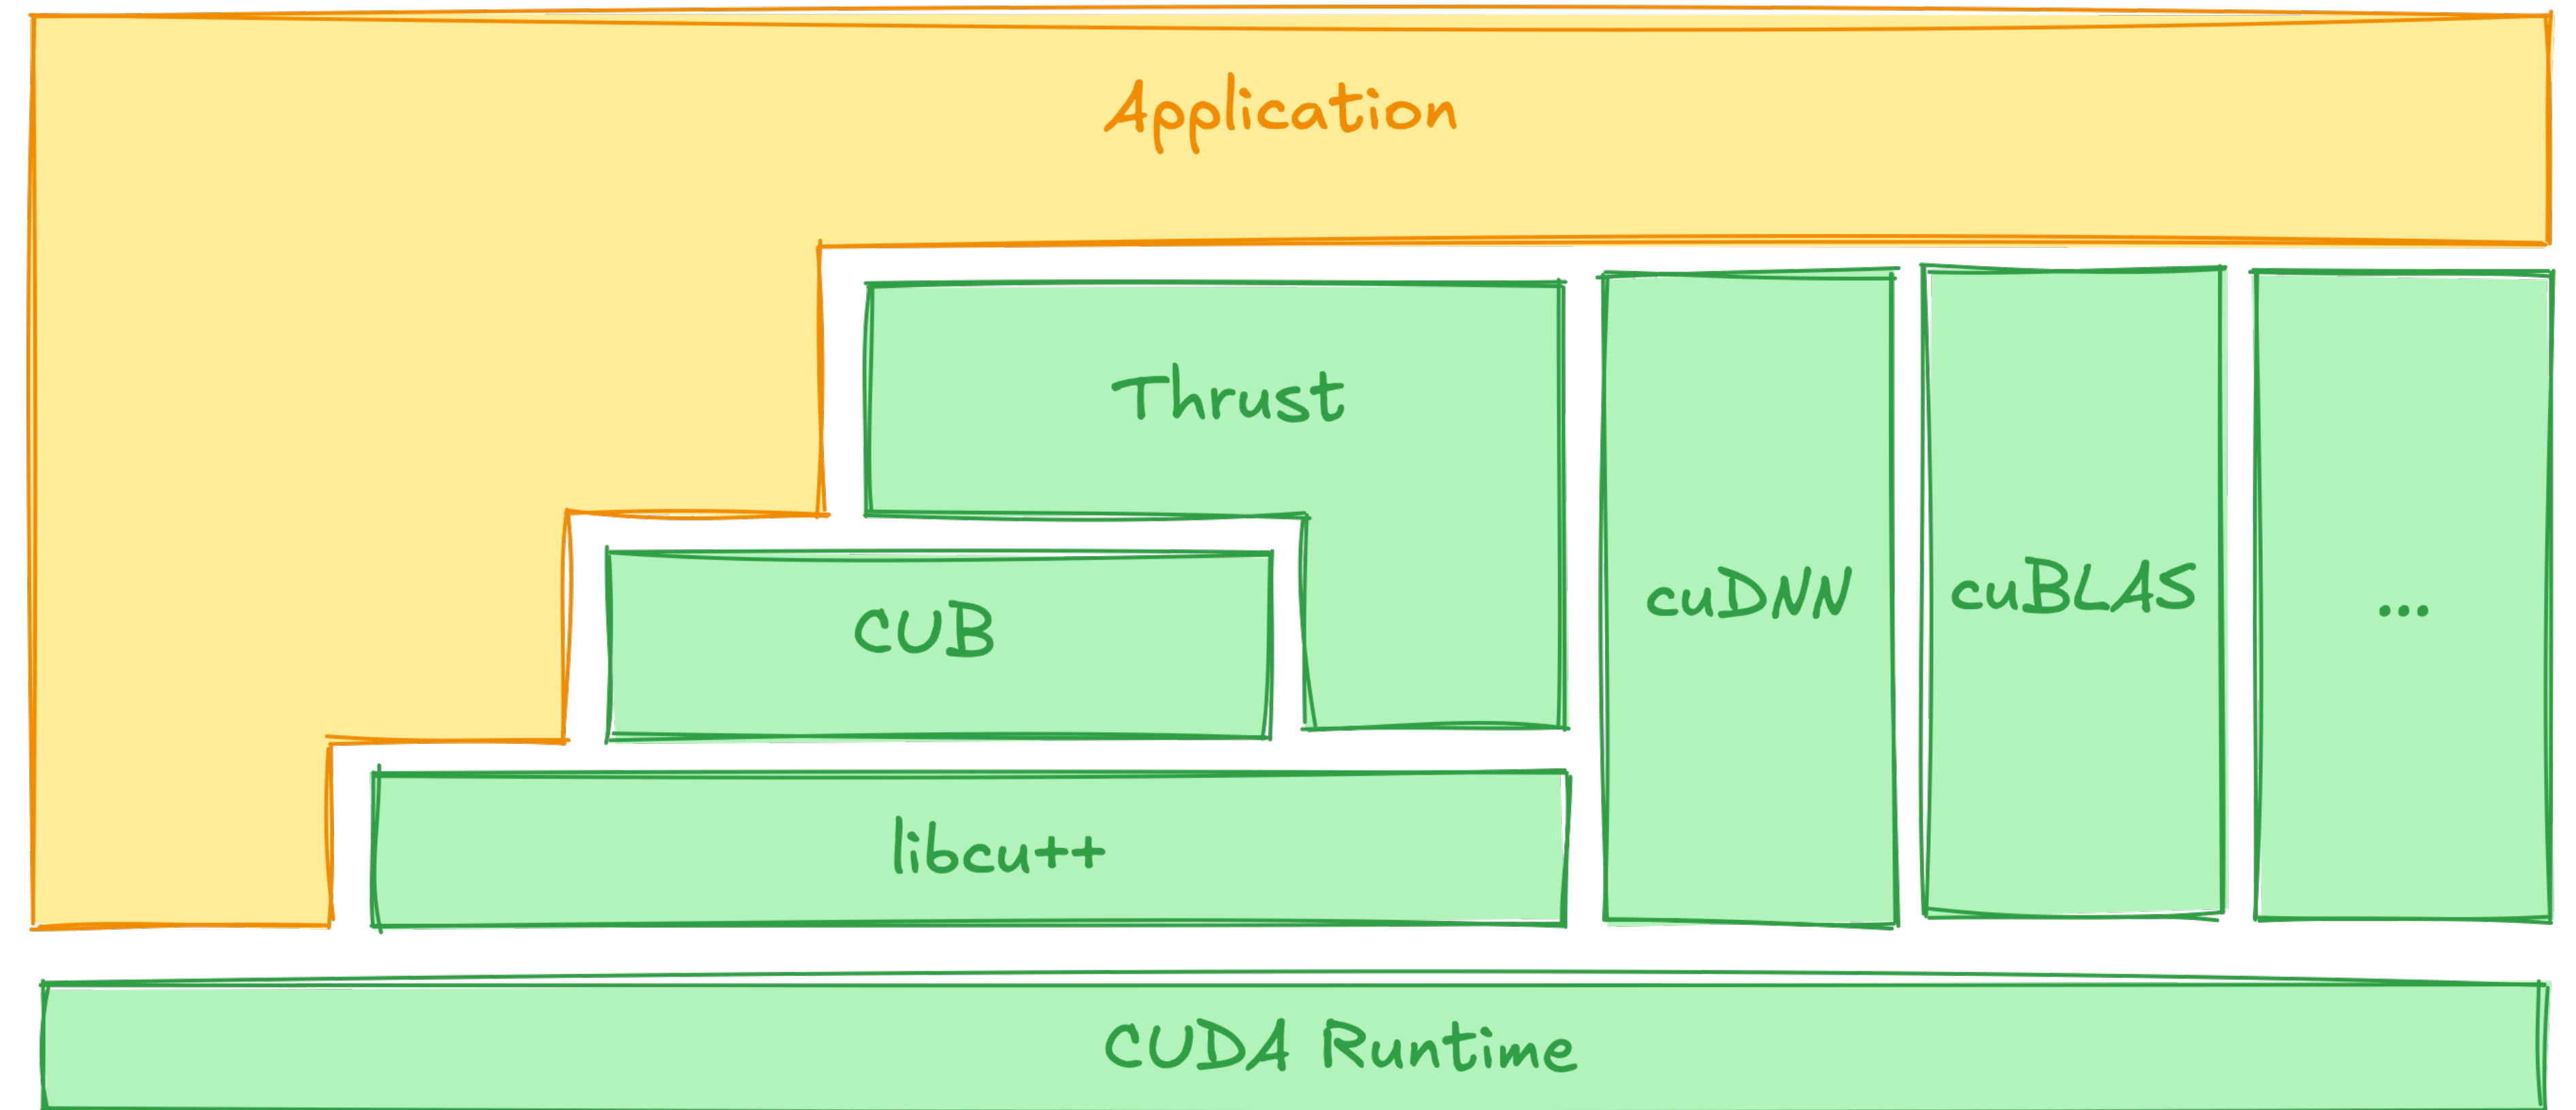 Application
Thrust
CUB
cuDNN
cuBLAS
...
libcu++
CUDA Runtime